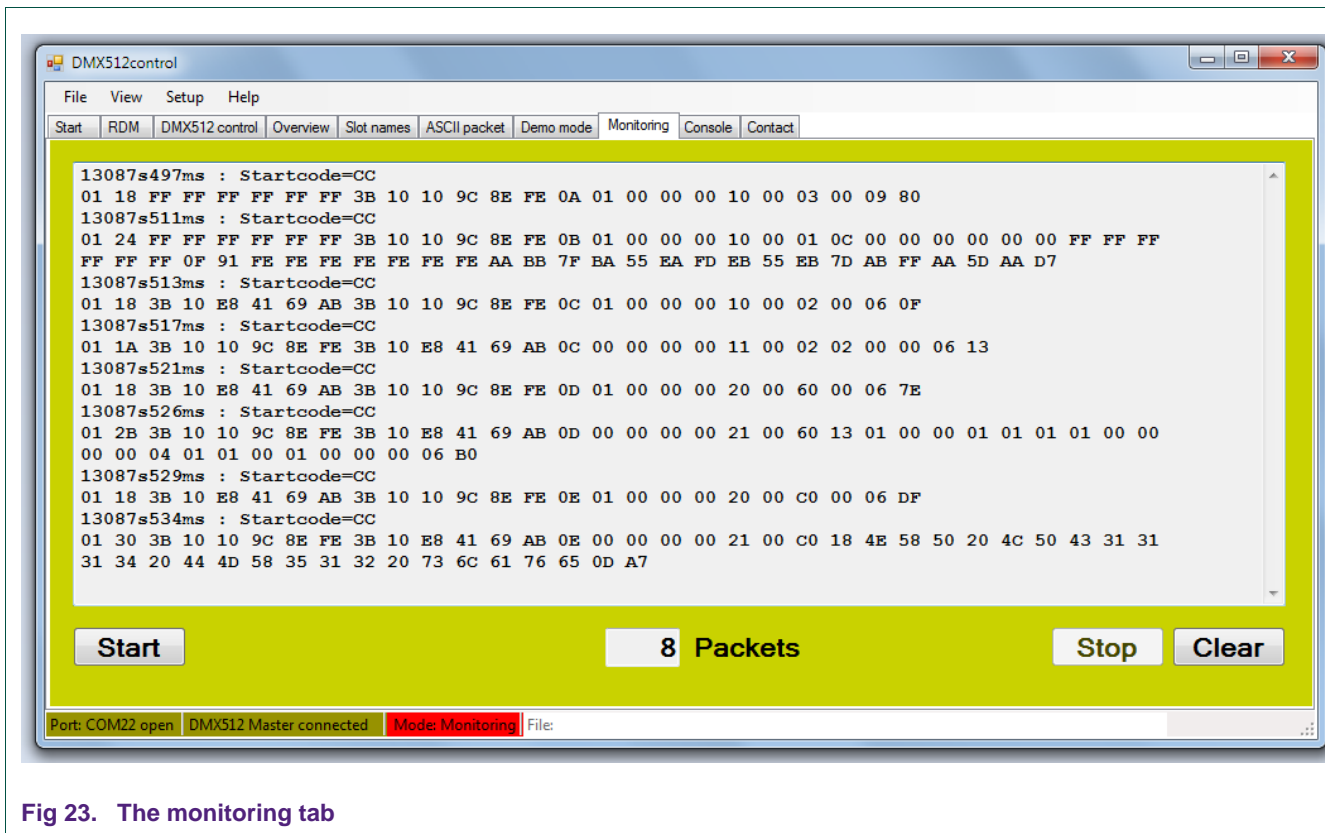 DMX512control
File View Setup Help
Start RDM DMX512 control Overview Slot names ASCII packet Demo mode Monitoring Console Contact
13087s497ms : Startcode=CC
01 18 FF FF FF FF FF FF 3B 10 10 9C 8E FE 0A 01 00 00 00 10 00 03 00 09 80
13087s511ms : Startcode=CC
01 24 FF FF FF FF FF FF 3B 10 10 9C 8E FE 0B 01 00 00 00 10 00 01 0C 00 00 00 00 00 00 FF FF FF
FF FF FF 0F 91 FE FE FE FE FE FE FE AA BB 7F BA 55 EA FD EB 55 EB 7D AB FF AA 5D AA D7
13087s513ms : Startcode=CC
01 18 3B 10 E8 41 69 AB 3B 10 10 9C 8E FE 0C 01 00 00 00 10 00 02 00 06 0F
13087s517ms : Startcode=CC
01 1A 3B 10 10 9C 8E FE 3B 10 E8 41 69 AB 0C 00 00 00 00 11 00 02 02 00 00 06 13
13087s521ms : Startcode=CC
01 18 3B 10 E8 41 69 AB 3B 10 10 9C 8E FE 0D 01 00 00 00 20 00 60 00 06 7E
13087s526ms : Startcode=CC
01 2B 3B 10 10 9C 8E FE 3B 10 E8 41 69 AB 0D 00 00 00 00 21 00 60 13 01 00 00 01 01 01 01 00 00
00 00 04 01 01 00 01 00 00 00 06 B0
13087s529ms : Startcode=CC
01 18 3B 10 E8 41 69 AB 3B 10 10 9C 8E FE 0E 01 00 00 00 20 00 C0 00 06 DF
13087s534ms : Startcode=CC
01 30 3B 10 10 9C 8E FE 3B 10 E8 41 69 AB 0E 00 00 00 00 21 00 C0 18 4E 58 50 20 4C 50 43 31 31
31 34 20 44 4D 58 35 31 32 20 73 6C 61 76 65 0D A7
Start 8 Packets Stop Clear
Port: COM22 open DMX512 Master connected Mode: Monitoring File:
Fig 23. The monitoring tab